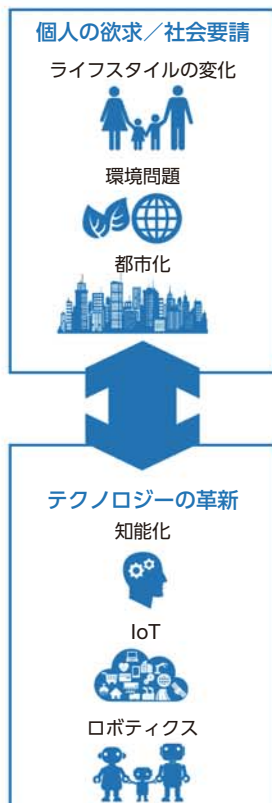 個人の欲求／社会要請
ライフスタイルの変化
環境問題
都市化
テクノロジーの革新
知能化
IoT
ロボティクス